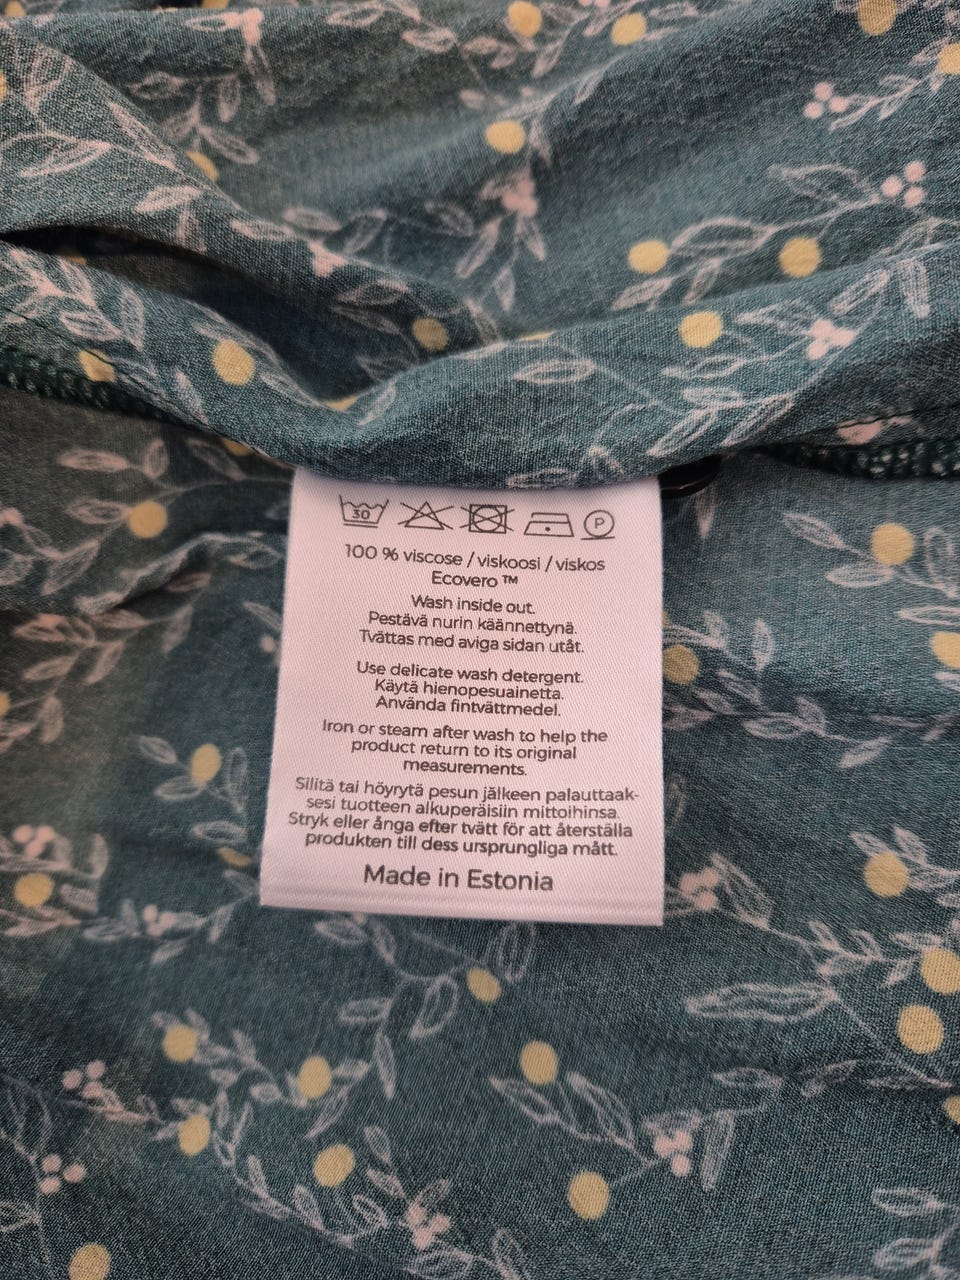 30 P
100 % viscose / viskoosi / viskos
Ecovero ™
Wash inside out.
Pestävä nurin käännettynä.
Tvättas med aviga sidan utåt.
Use delicate wash detergent.
Käytä hienopesuainetta.
Använda fintvättmedel.
Iron or steam after wash to help the
product return to its original
measurements.
Silitä tai höyrytä pesun jälkeen palauttaak-
sesi tuotteen alkuperäisiin mittoihinsa.
Stryk eller ånga efter tvätt för att återställa
produkten till dess ursprungliga mått.
Made in Estonia